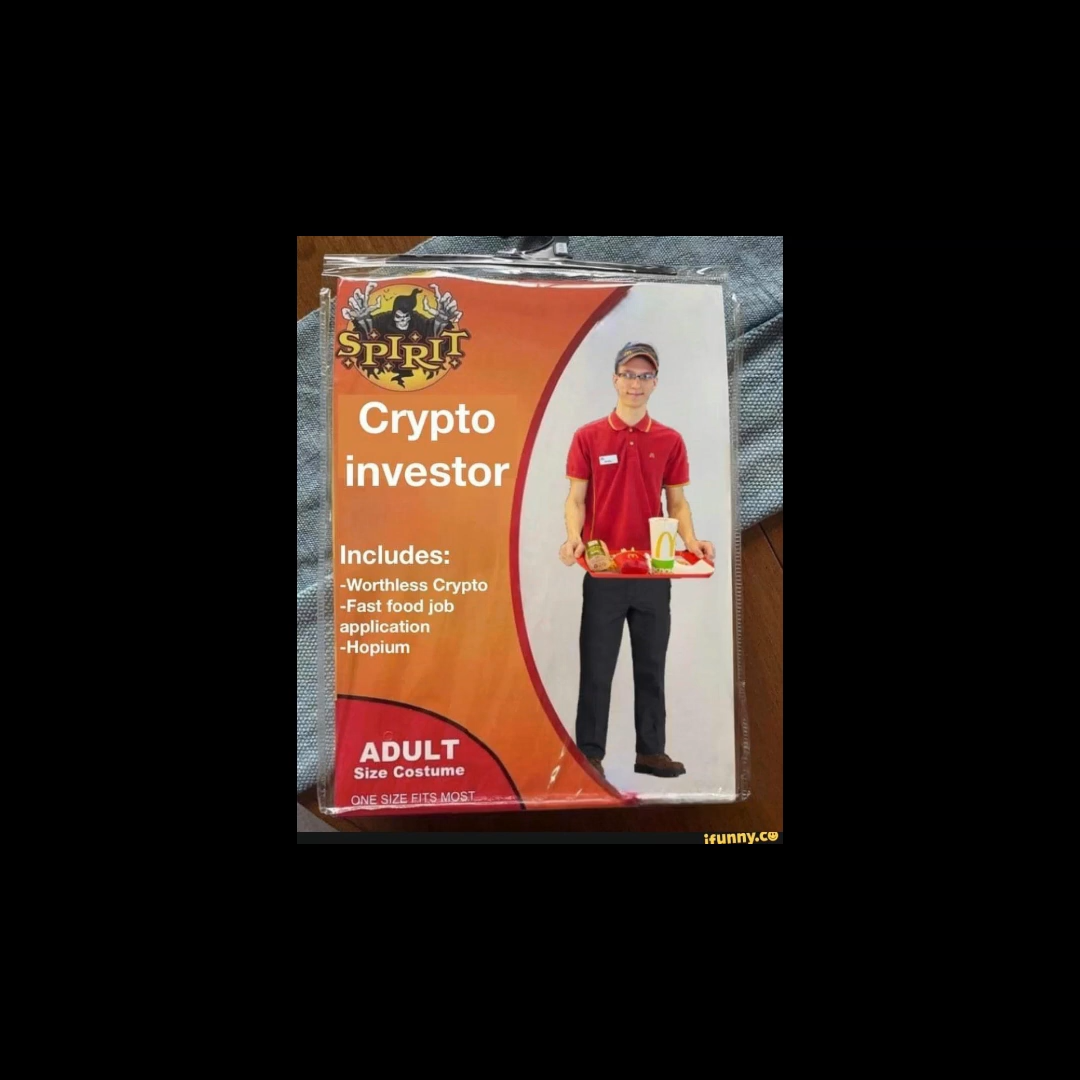 SPIRIT
Crypto
investor
Includes:
-Worthless Crypto
-Fast food job
application
-Hopium
ADULT
Size Costume
ONE SIZE FITS MOST
ifunny.co